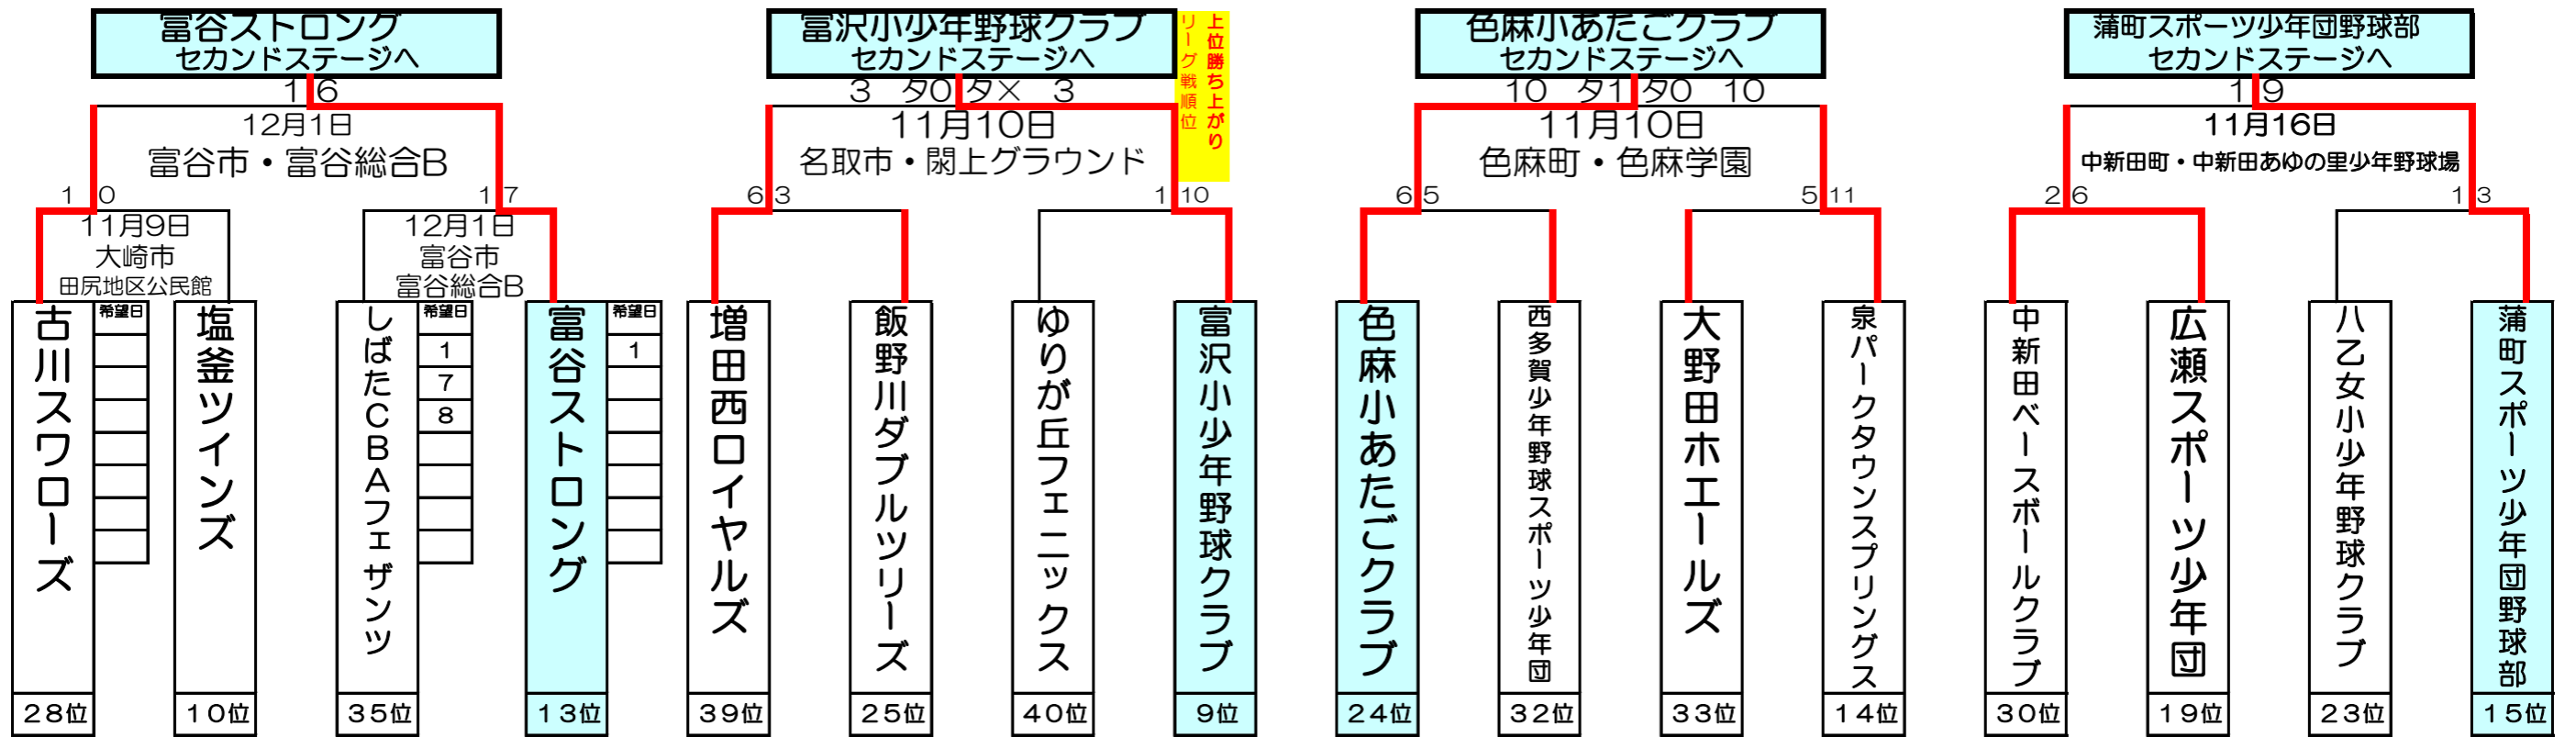 富谷ストロング
セカンドステージへ
1 6
12月1日
富谷市・富谷総合B
1 0
11月9日
大崎市
田尻地区公民館
1 7
12月1日
富谷市
富谷総合B
古川スワローズ
希望日
28位
塩釜ツインズ
10位
しばたCBAフェザンツ
希望日
1
7
8
35位
富谷ストロング
希望日
1
13位
富沢小少年野球クラブ
セカンドステージへ
上位勝ち上がり
リーグ戦順位
3 タ0 タ× 3
11月10日
名取市・閖上グラウンド
6 3
1 10
増田西ロイヤルズ
39位
飯野川ダブルツリーズ
25位
ゆりが丘フェニックス
40位
富沢小少年野球クラブ
9位
色麻小あたごクラブ
セカンドステージへ
10 タ1 タ0 10
11月10日
色麻町・色麻学園
6 5
5 11
色麻小あたごクラブ
24位
西多賀少年野球スポーツ少年団
32位
大野田ホエールズ
33位
泉パークタウンスプリングス
14位
蒲町スポーツ少年団野球部
セカンドステージへ
1 9
11月16日
中新田町・中新田あゆの里少年野球場
2 6
1 3
中新田ベースボールクラブ
30位
広瀬スポーツ少年団
19位
八乙女小少年野球クラブ
23位
蒲町スポーツ少年団野球部
15位